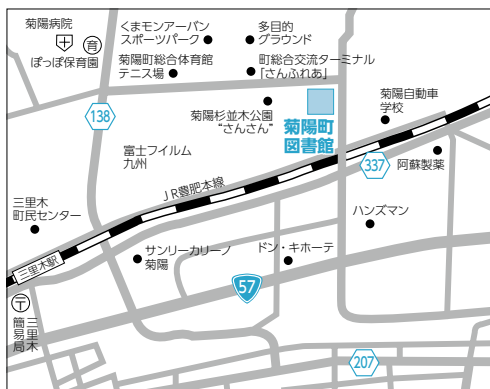 菊陽病院
育
ぽっぽ保育園
くまモンアーバン
スポーツパーク
多目的
グラウンド
菊陽町総合体育館
テニス場
町総合交流ターミナル
「さんふれあ」
138
菊陽杉並木公園
“さんさん”
菊陽町
図書館
菊陽自動車
学校
富士フイルム
九州
337
阿蘇製薬
JR豊肥本線
三里木
町民センター
ハンズマン
三里木駅
サンリーカリーノ
菊陽
ドン・キホーテ
57
〒
三里木
簡易局
207